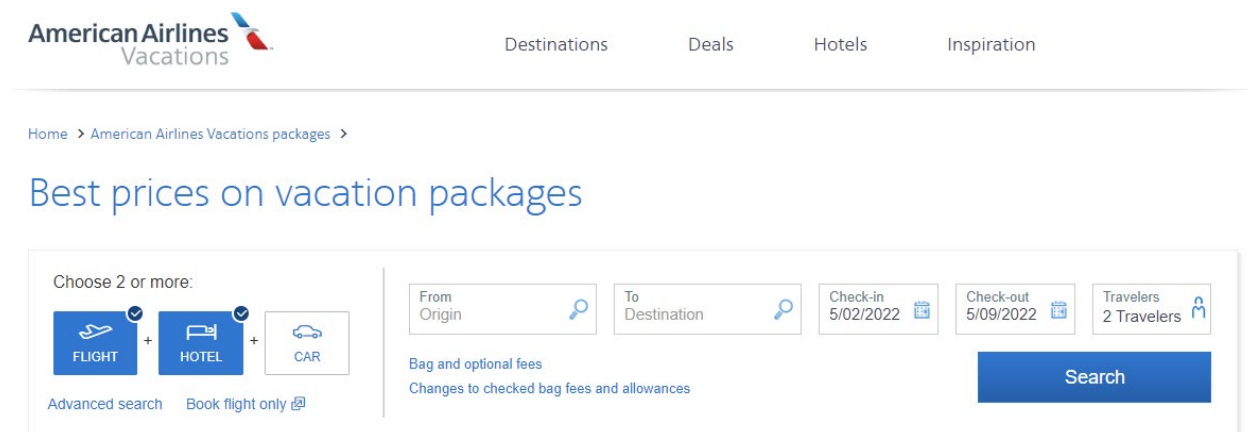 American Airlines
Vacations
Destinations Deals Hotels Inspiration
Home > American Airlines Vacations packages >
Best prices on vacation packages
Choose 2 or more:
FLIGHT + HOTEL + CAR
Advanced search Book flight only
From
Origin
To
Destination
Check-in
5/02/2022
Check-out
5/09/2022
Travelers
2 Travelers
Bag and optional fees
Changes to checked bag fees and allowances
Search